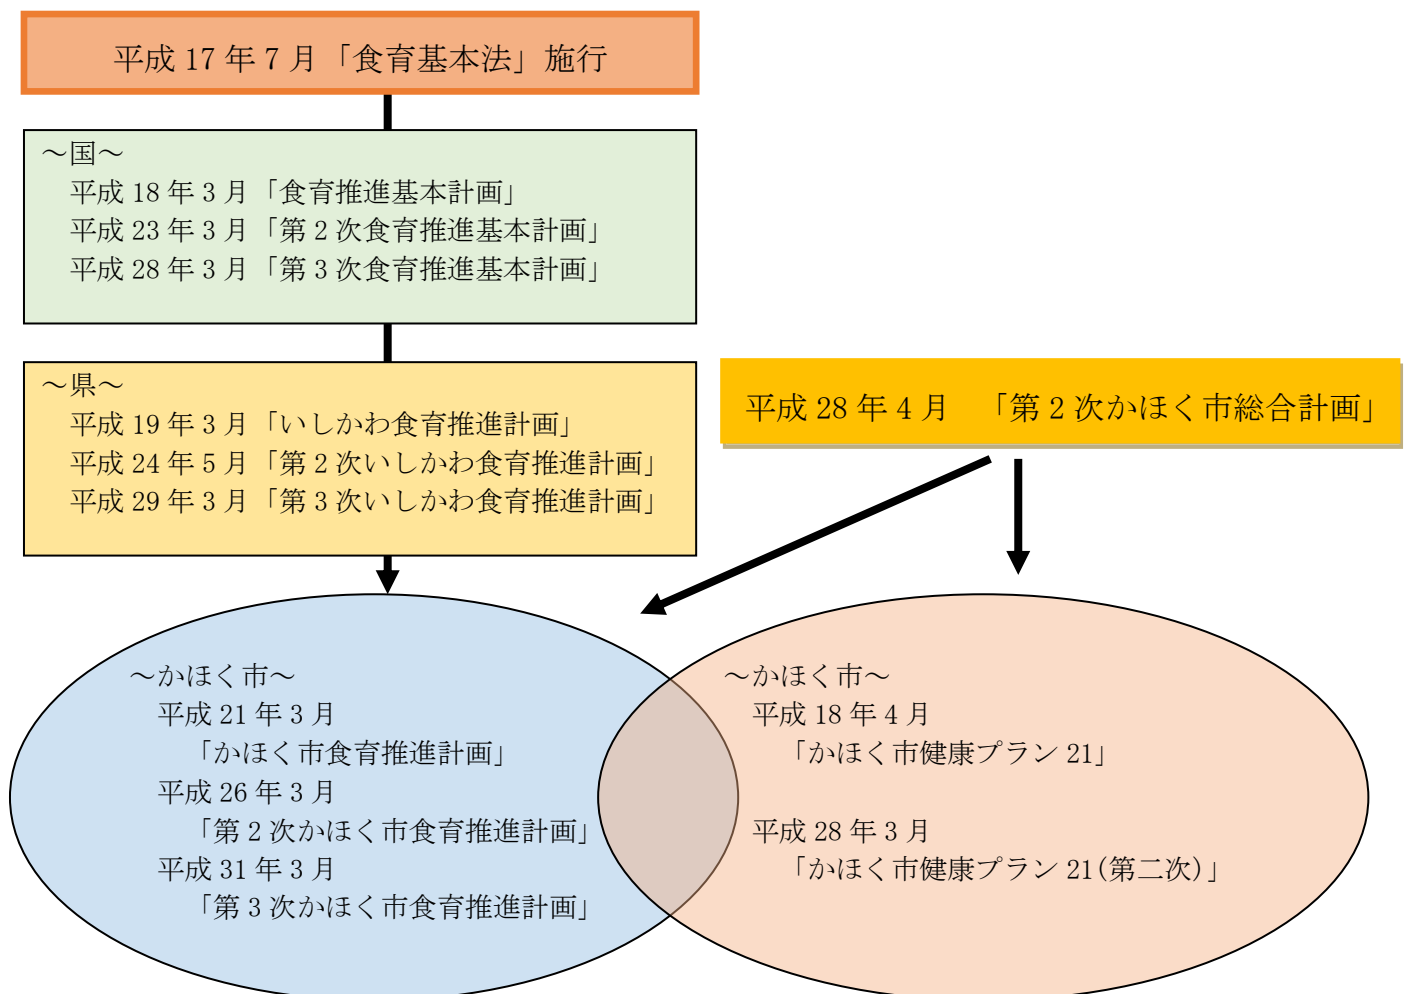 平成 17 年 7 月「食育基本法」施行
～国～
平成 18 年 3 月「食育推進基本計画」
平成 23 年 3 月「第 2 次食育推進基本計画」
平成 28 年 3 月「第 3 次食育推進基本計画」
～県～
平成 19 年 3 月「いしかわ食育推進計画」
平成 24 年 5 月「第 2 次いしかわ食育推進計画」
平成 29 年 3 月「第 3 次いしかわ食育推進計画」
平成 28 年 4 月　「第 2 次かほく市総合計画」
～かほく市～
平成 21 年 3 月
「かほく市食育推進計画」
平成 26 年 3 月
「第 2 次かほく市食育推進計画」
平成 31 年 3 月
「第 3 次かほく市食育推進計画」
～かほく市～
平成 18 年 4 月
「かほく市健康プラン 21」
平成 28 年 3 月
「かほく市健康プラン 21(第二次)」